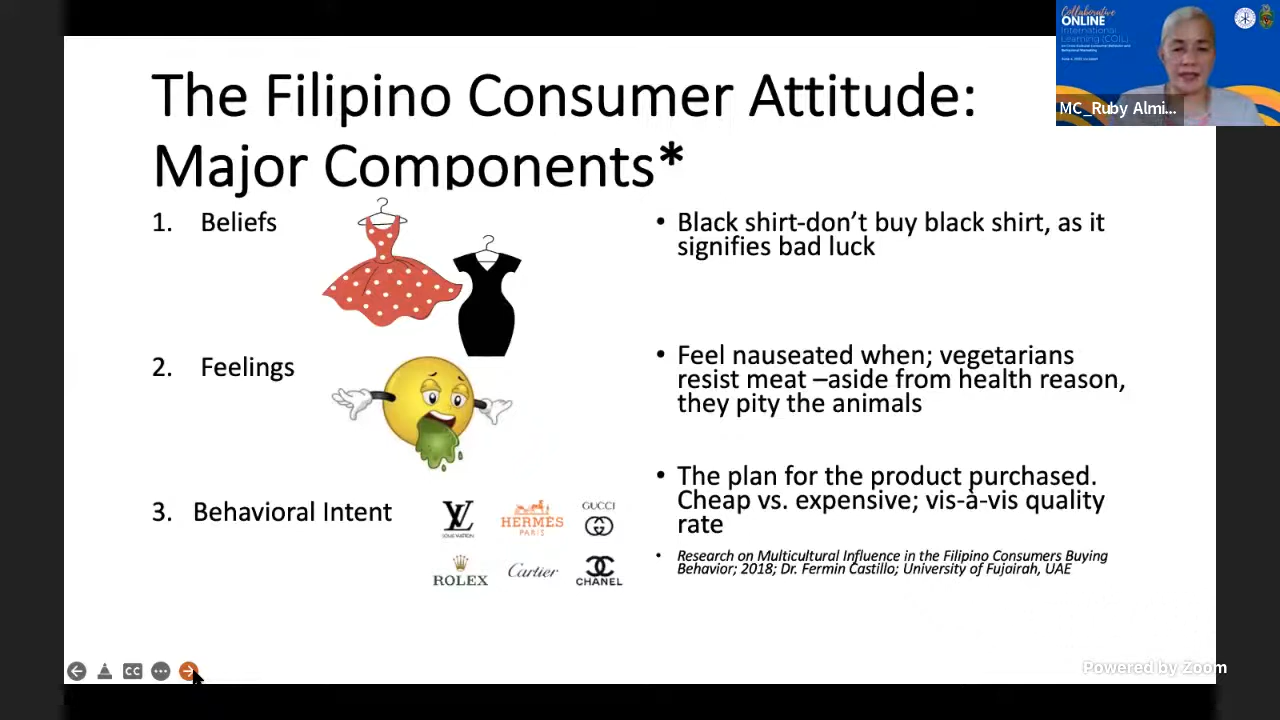 The Filipino Consumer Attitude:
Major Components*
1. Beliefs
• Black shirt-don’t buy black shirt, as it
signifies bad luck
2. Feelings
• Feel nauseated when; vegetarians
resist meat –aside from health reason,
they pity the animals
3. Behavioral Intent
LOUIS VUITTON
HERMES
PARIS
GUCCI
ROLEX
Cartier
CHANEL
• The plan for the product purchased.
Cheap vs. expensive; vis-à-vis quality
rate
• Research on Multicultural Influence in the Filipino Consumers Buying
Behavior; 2018; Dr. Fermin Castillo; University of Fujairah, UAE
Collaborative
ONLINE
International
Learning (COIL)
MC_Ruby Almi...
CC
Powered by Zoom